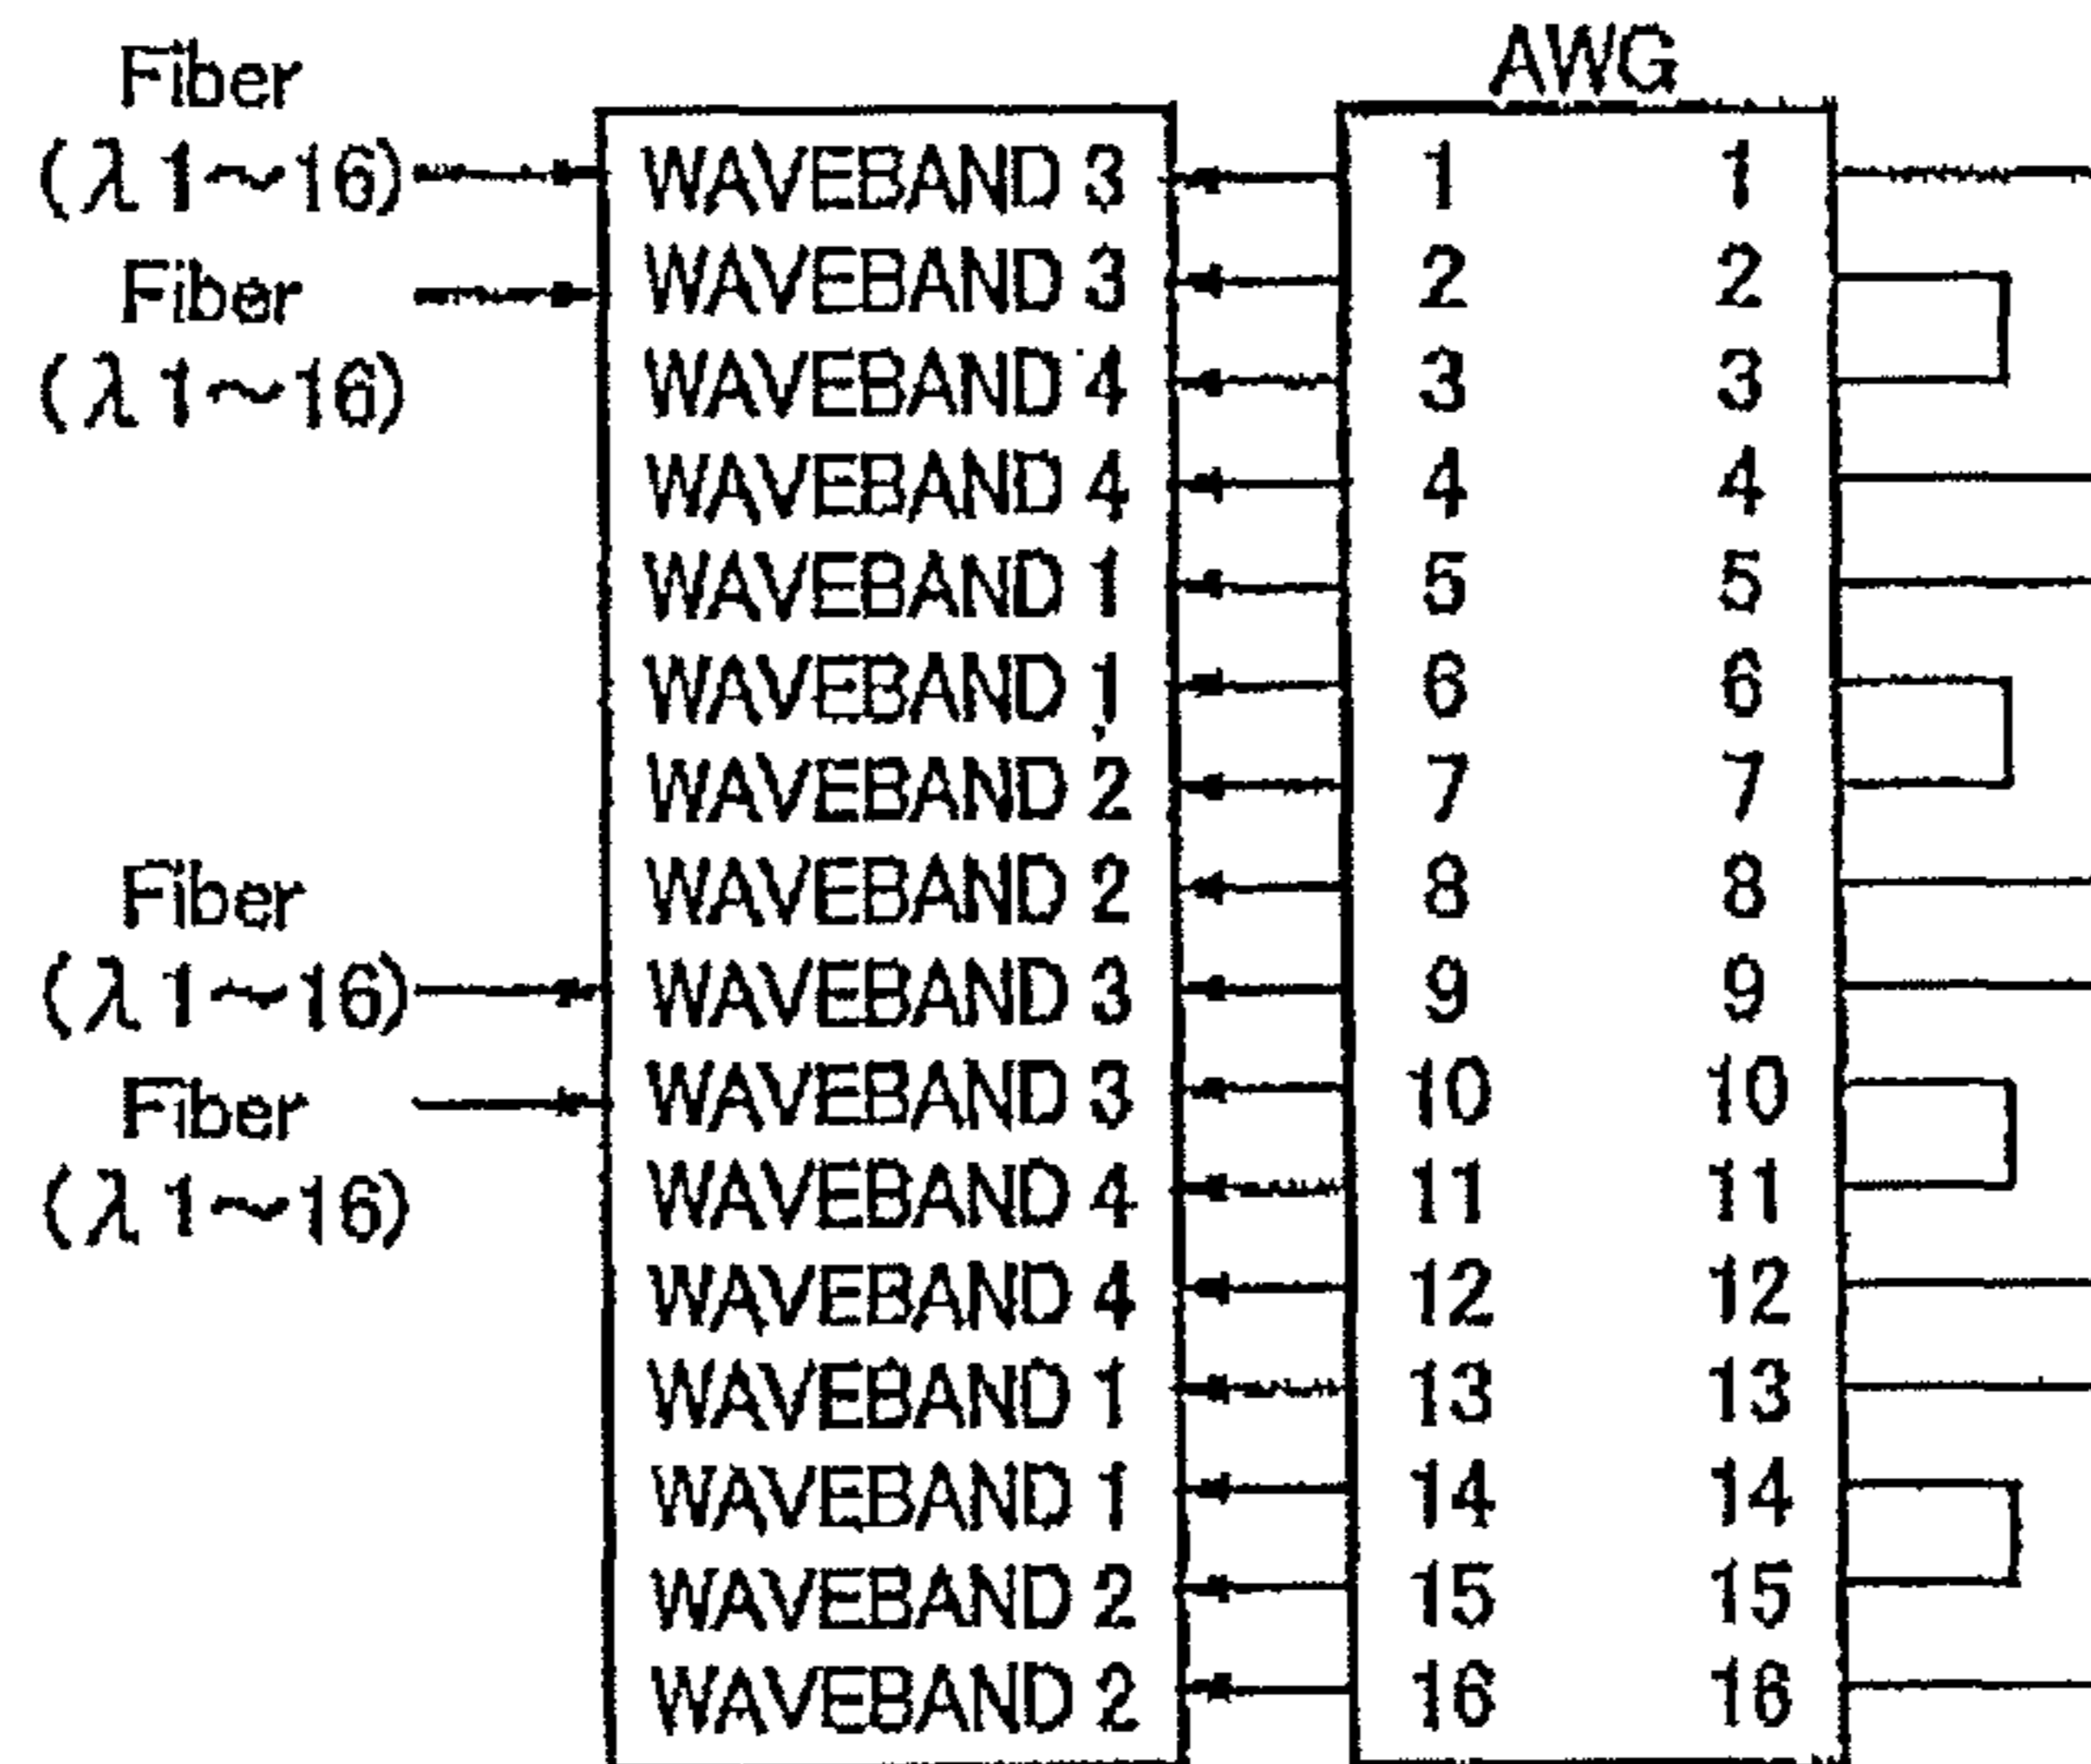 Fiber
(λ1~16)
Fiber
(λ1~16)
Fiber
(λ1~16)
Fiber
(λ1~16)
WAVEBAND 3
WAVEBAND 3
WAVEBAND 4
WAVEBAND 4
WAVEBAND 1
WAVEBAND 1
WAVEBAND 2
WAVEBAND 2
WAVEBAND 3
WAVEBAND 3
WAVEBAND 4
WAVEBAND 4
WAVEBAND 1
WAVEBAND 1
WAVEBAND 2
WAVEBAND 2
AWG
1 1
2 2
3 3
4 4
5 5
6 6
7 7
8 8
9 9
10 10
11 11
12 12
13 13
14 14
15 15
16 16